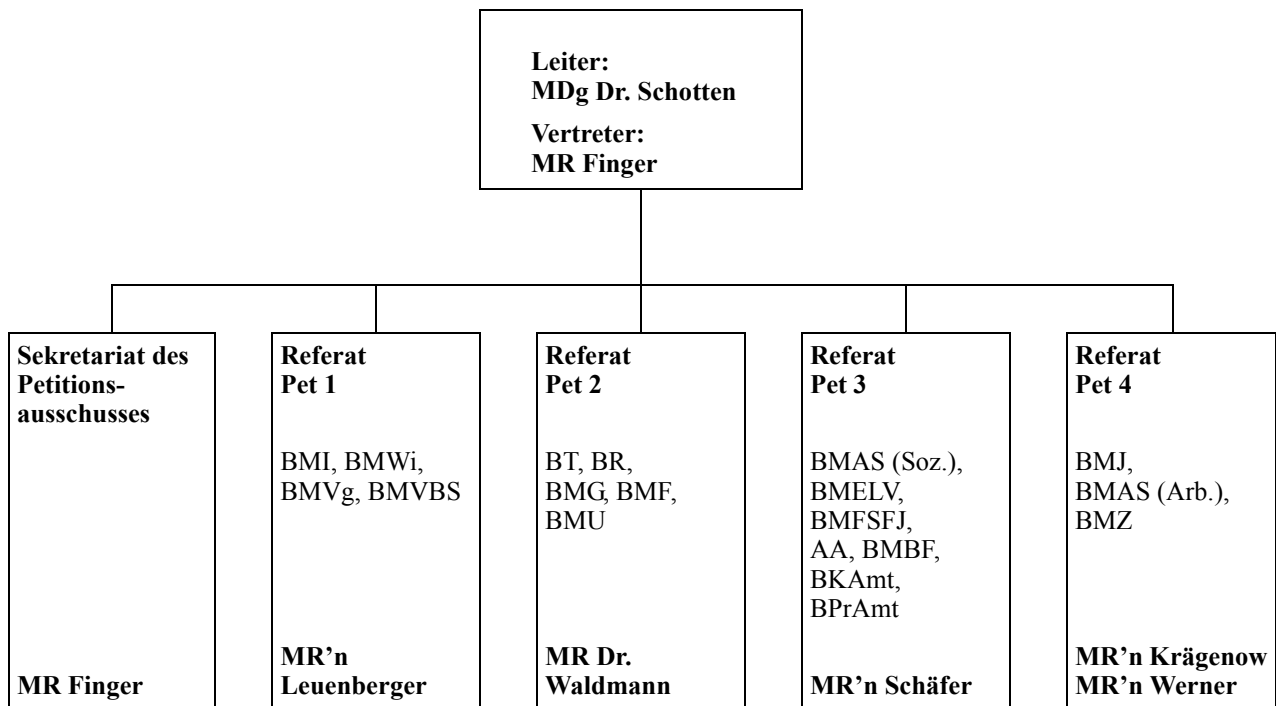 Leiter:
MDg Dr. Schotten
Vertreter:
MR Finger
Sekretariat des
Petitions-
ausschusses
MR Finger
Referat
Pet 1
BMI, BMWi,
BMVg, BMVBS
MR’n
Leuenberger
Referat
Pet 2
BT, BR,
BMG, BMF,
BMU
MR Dr.
Waldmann
Referat
Pet 3
BMAS (Soz.),
BMELV,
BMFSFJ,
AA, BMBF,
BKAmt,
BPrAmt
MR’n Schäfer
Referat
Pet 4
BMJ,
BMAS (Arb.),
BMZ
MR’n Krägenow
MR’n Werner